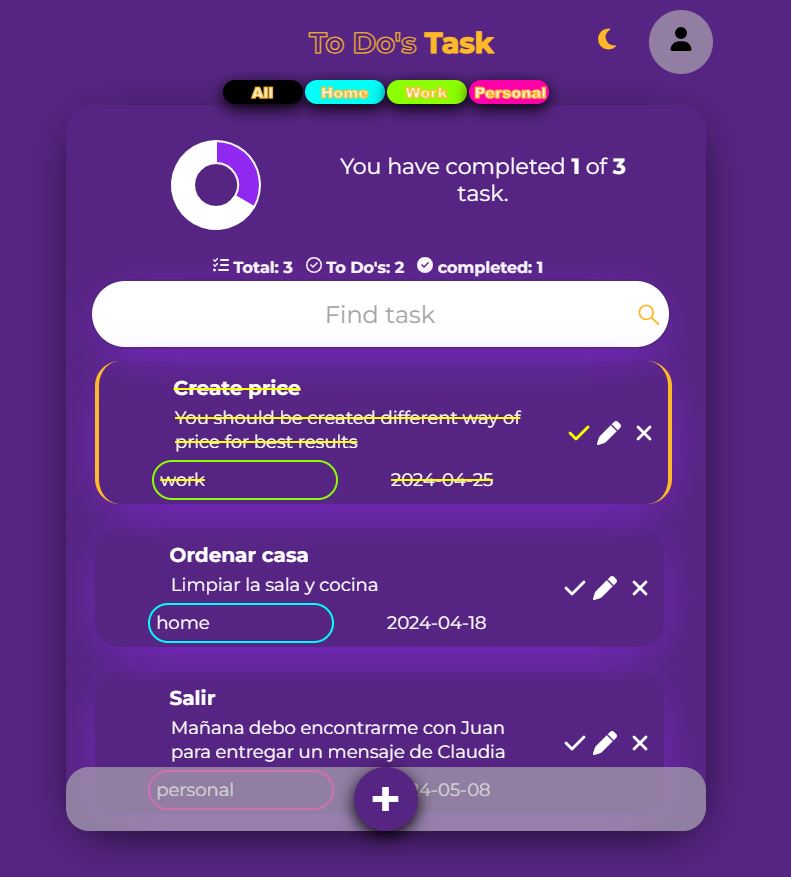 To Do's Task
All Home Work Personal
You have completed 1 of 3
task.
Total: 3 To Do's: 2 completed: 1
Find task
Create price
You should be created different way of
price for best results
work 2024-04-25
Ordenar casa
Limpiar la sala y cocina
home 2024-04-18
Salir
Mañana debo encontrarme con Juan
para entregar un mensaje de Claudia
personal 4-05-08